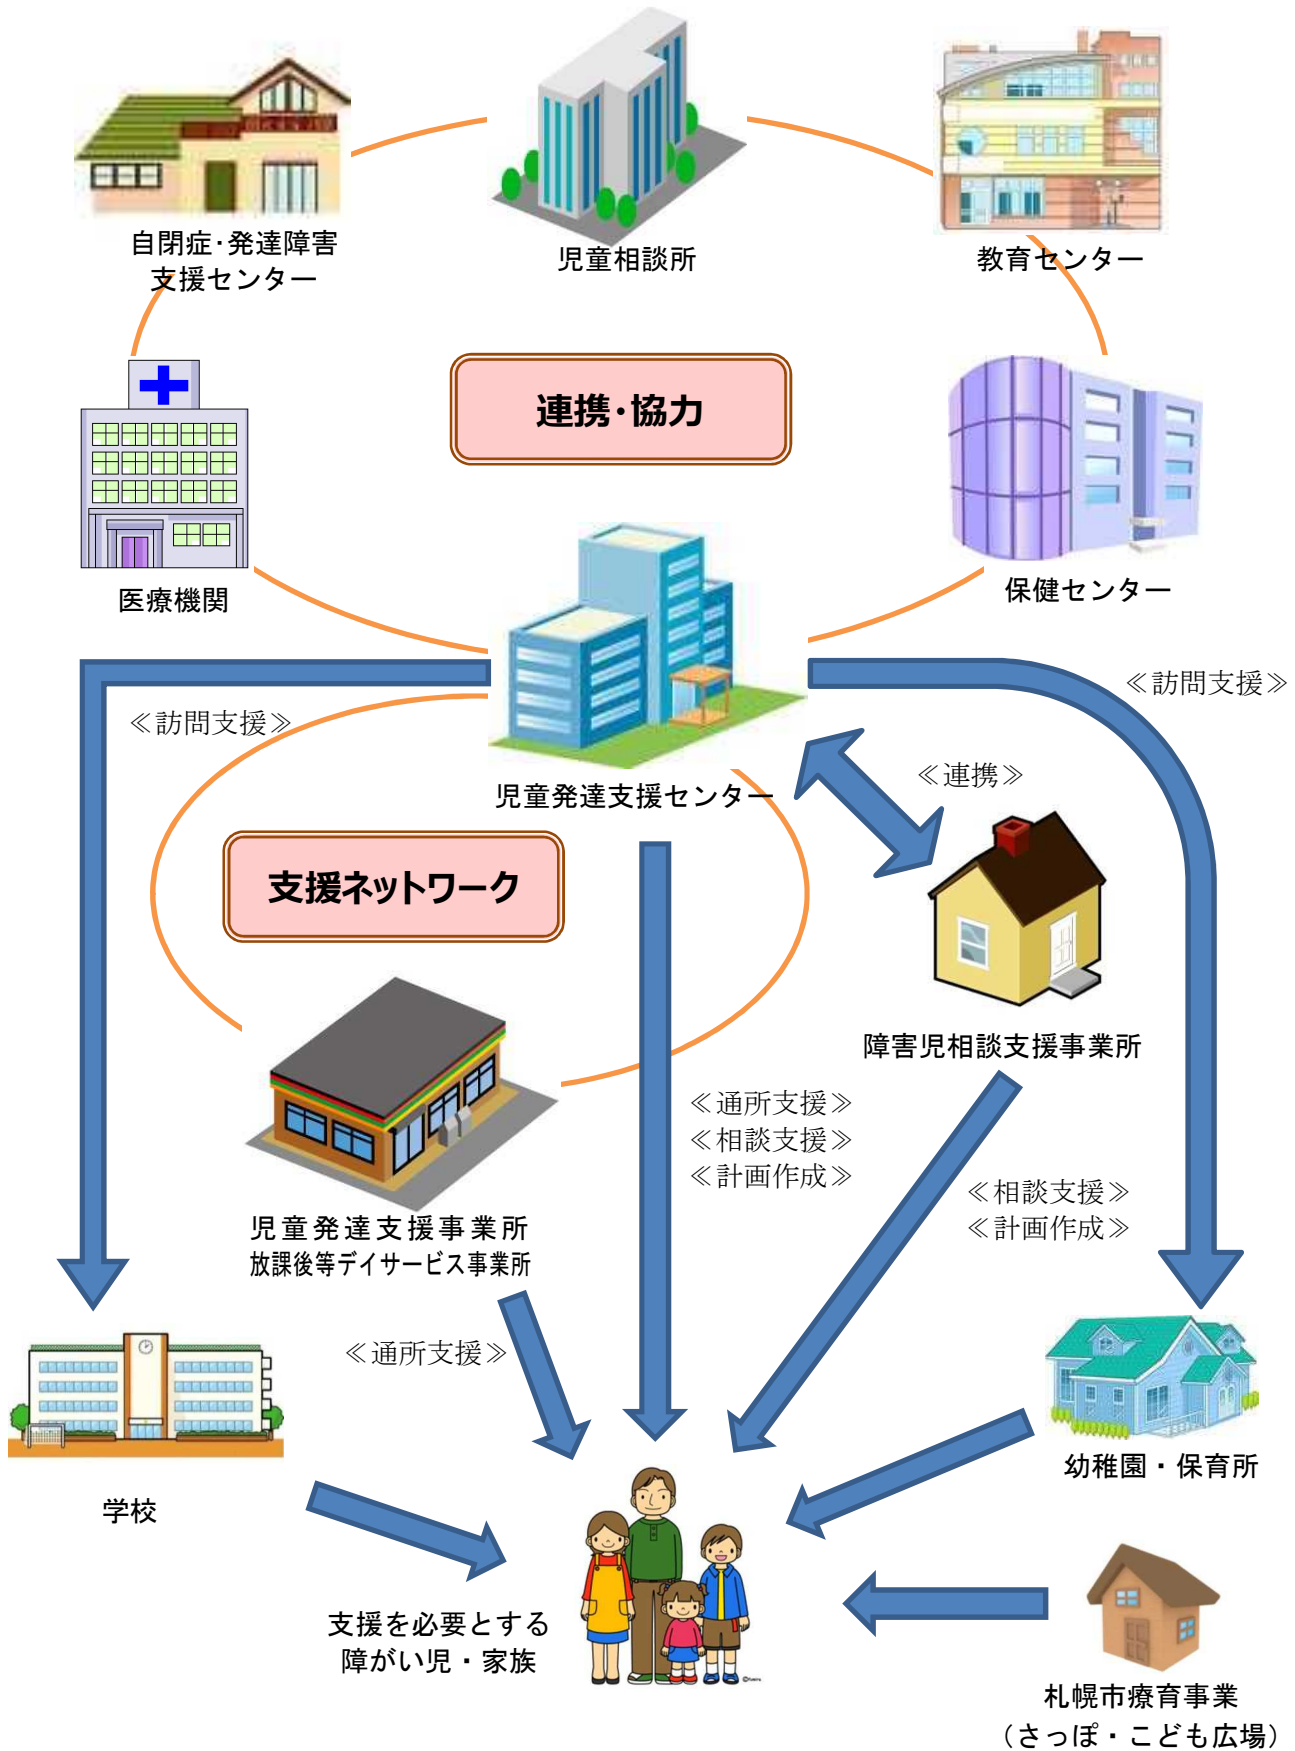 自閉症・発達障害
支援センター
児童相談所
教育センター
連携・協力
医療機関
保健センター
≪訪問支援≫
≪訪問支援≫
≪連携≫
児童発達支援センター
支援ネットワーク
障害児相談支援事業所
≪通所支援≫
≪相談支援≫
≪計画作成≫
≪相談支援≫
≪計画作成≫
児童発達支援事業所
放課後等デイサービス事業所
≪通所支援≫
幼稚園・保育所
学校
支援を必要とする
障がい児・家族
札幌市療育事業
（さっぽ・こども広場）